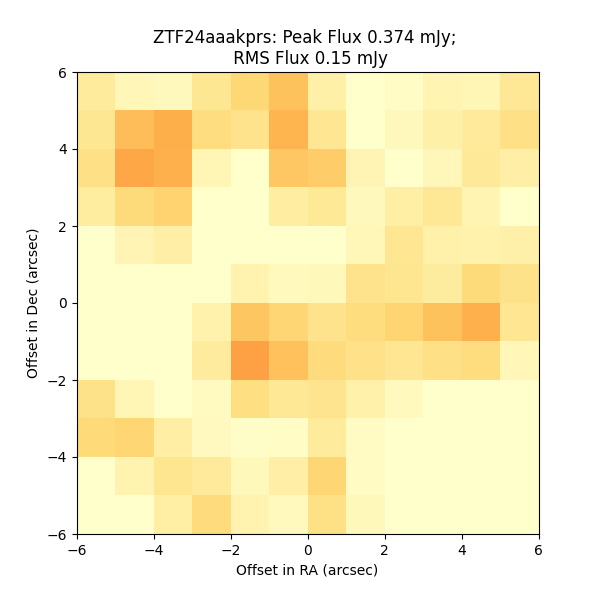 ZTF24aaakprs: Peak Flux 0.374 mJy;
RMS Flux 0.15 mJy
6
4
2
0
−2
−4
−6
Offset in Dec (arcsec)
−6 −4 −2 0 2 4 6
Offset in RA (arcsec)